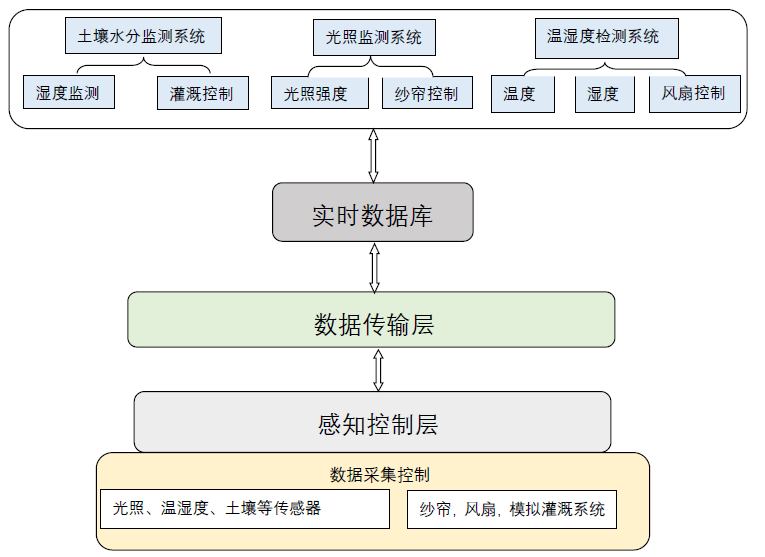 土壤水分监测系统
光照监测系统
温湿度检测系统
湿度监测
灌溉控制
光照强度
纱帘控制
温度
湿度
风扇控制
实时数据库
数据传输层
感知控制层
数据采集控制
光照、温湿度、土壤等传感器
纱帘, 风扇, 模拟灌溉系统